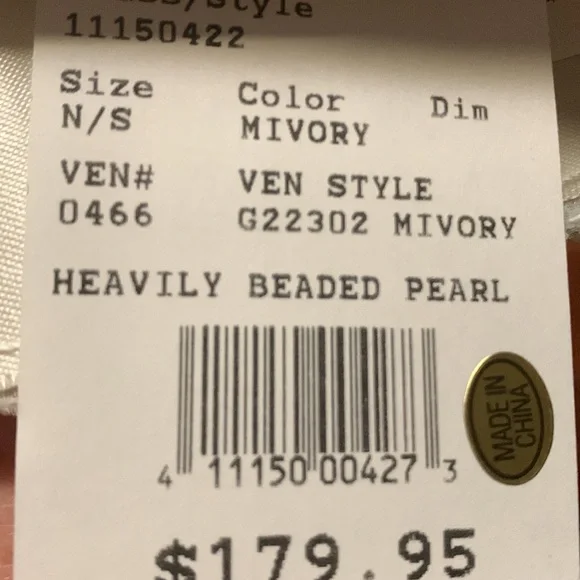 /Style
11150422
Size Color Dim
N/S MIVORY
VEN# VEN STYLE
0466 G22302 MIVORY
HEAVILY BEADED PEARL
4 11150 00427 3
MADE IN
CHINA
$179.95